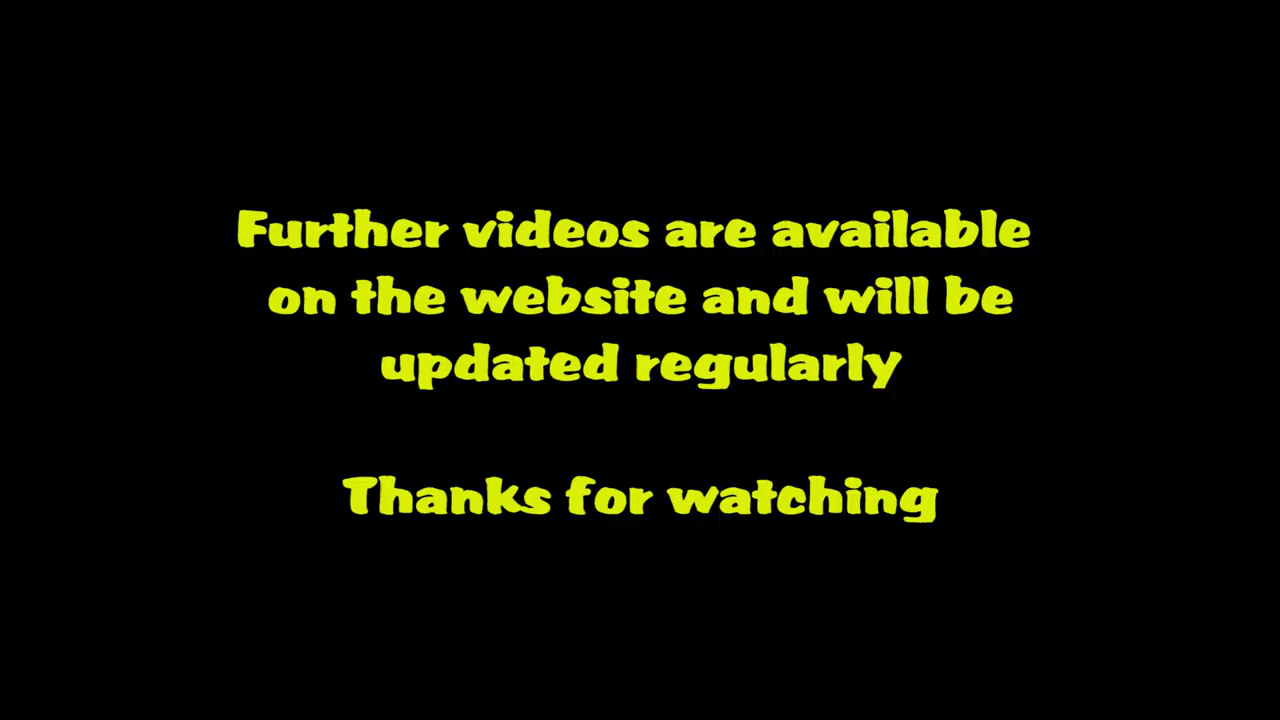 Further videos are available
on the website and will be
updated regularly
Thanks for watching